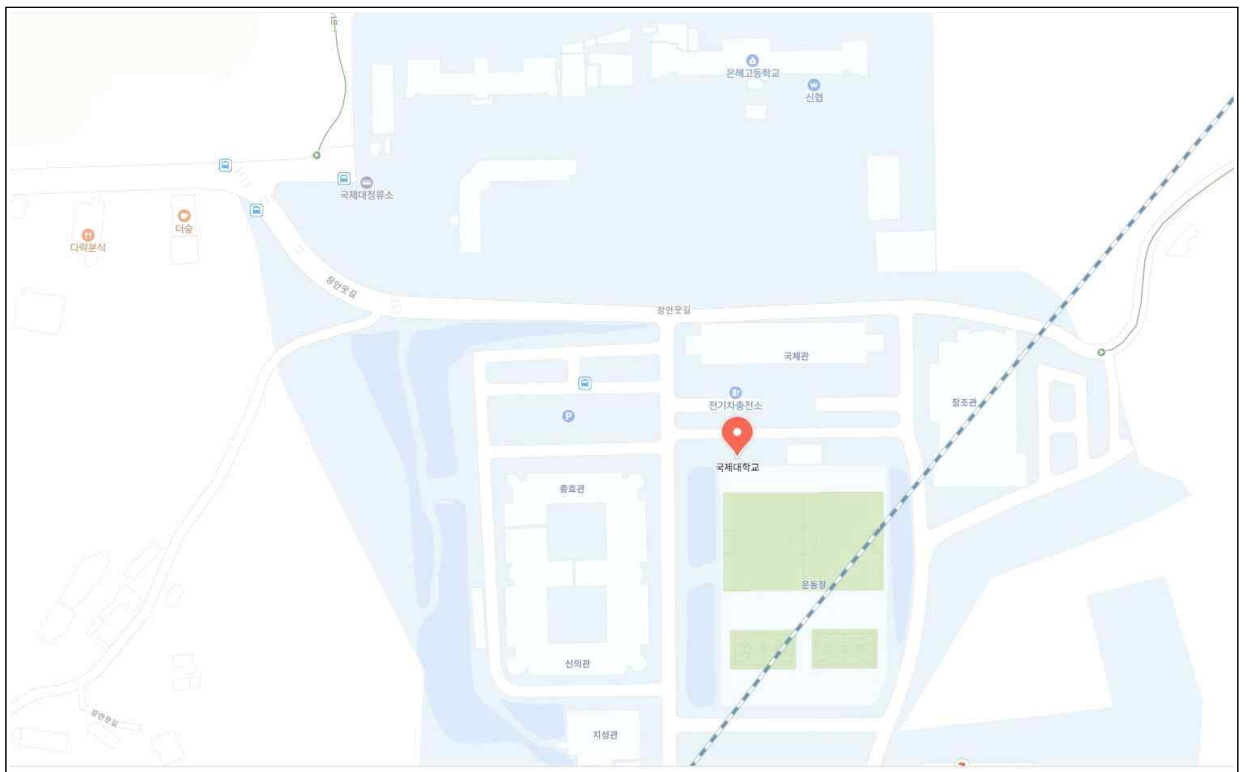 은혜고등학교
신협
국제대정류소
더숲
다락분식
장안웃길
장안웃길
국제관
전기차충전소
창조관
P
국제대학교
충효관
운동장
신의관
장안웃길
지성관